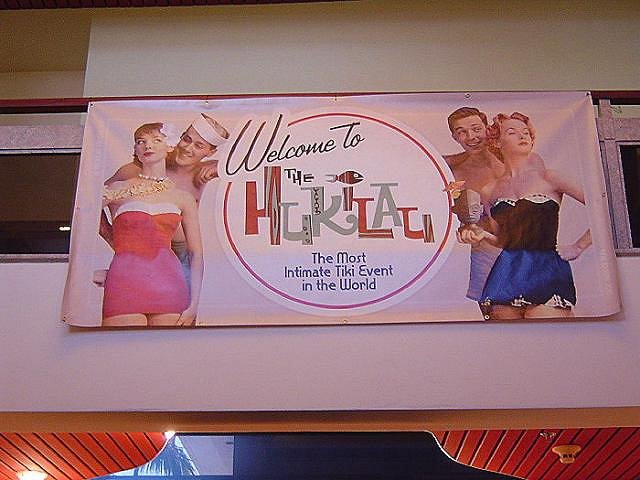 Welcome To
THE
HUKILAU
The Most
Intimate Tiki Event
in the World